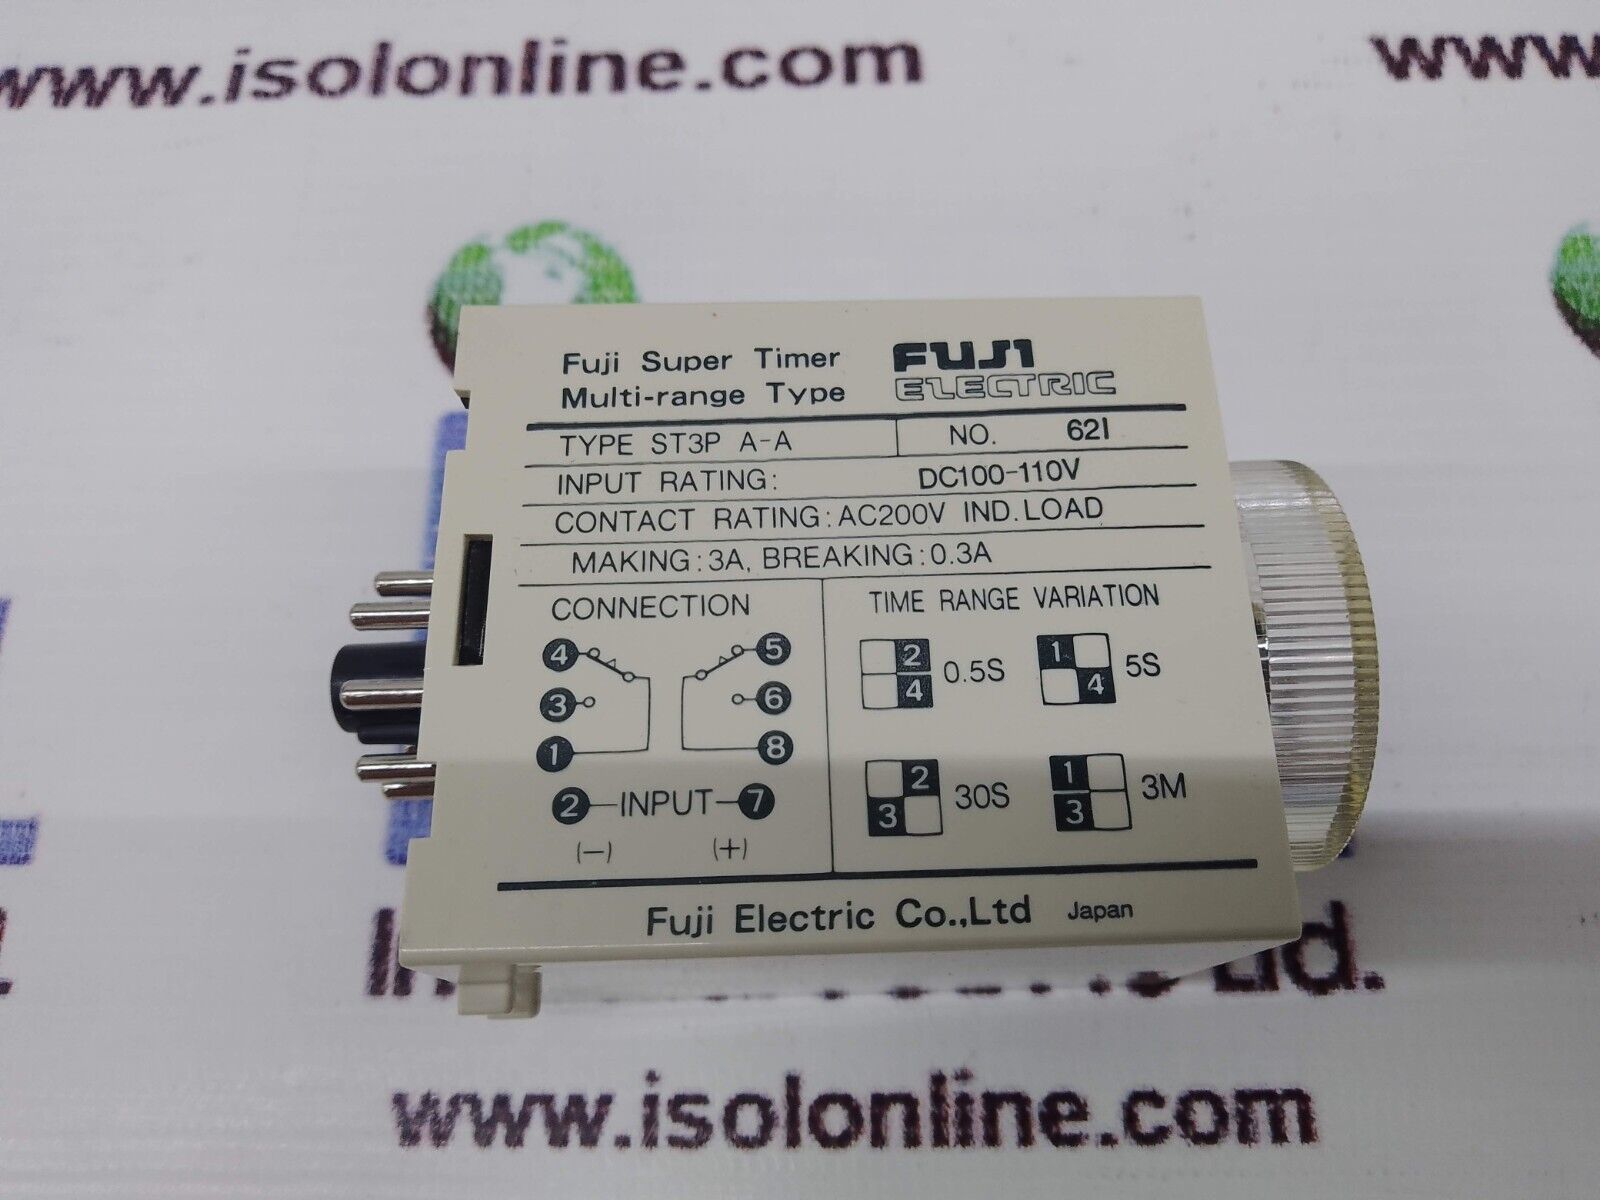 www.isolonline.com
www
Fuji Super Timer
Multi-range Type
FUJI
ELECTRIC
TYPE ST3P A-A
NO. 621
INPUT RATING: DC100-110V
CONTACT RATING: AC200V IND. LOAD
MAKING: 3A, BREAKING: 0.3A
CONNECTION
4 5
3 6
1 8
2 INPUT 7
(-) (+)
TIME RANGE VARIATION
2 4 0.5S
1 4 5S
2 3 30S
1 3 3M
Fuji Electric Co.,Ltd Japan
Ltd.
www.isolonline.com